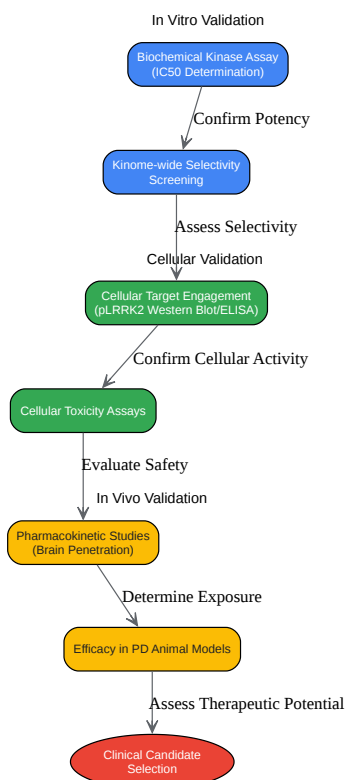 In Vitro Validation
Biochemical Kinase Assay
(IC50 Determination)
Confirm Potency
Kinome-wide Selectivity
Screening
Assess Selectivity
Cellular Validation
Cellular Target Engagement
(pLRRK2 Western Blot/ELISA)
Confirm Cellular Activity
Cellular Toxicity Assays
Evaluate Safety
In Vivo Validation
Pharmacokinetic Studies
(Brain Penetration)
Determine Exposure
Efficacy in PD Animal Models
Assess Therapeutic Potential
Clinical Candidate
Selection